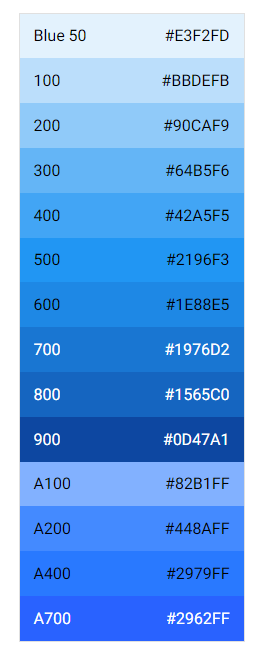 Blue 50 #E3F2FD
100 #BBDEFB
200 #90CAF9
300 #64B5F6
400 #42A5F5
500 #2196F3
600 #1E88E5
700 #1976D2
800 #1565C0
900 #0D47A1
A100 #82B1FF
A200 #448AFF
A400 #2979FF
A700 #2962FF